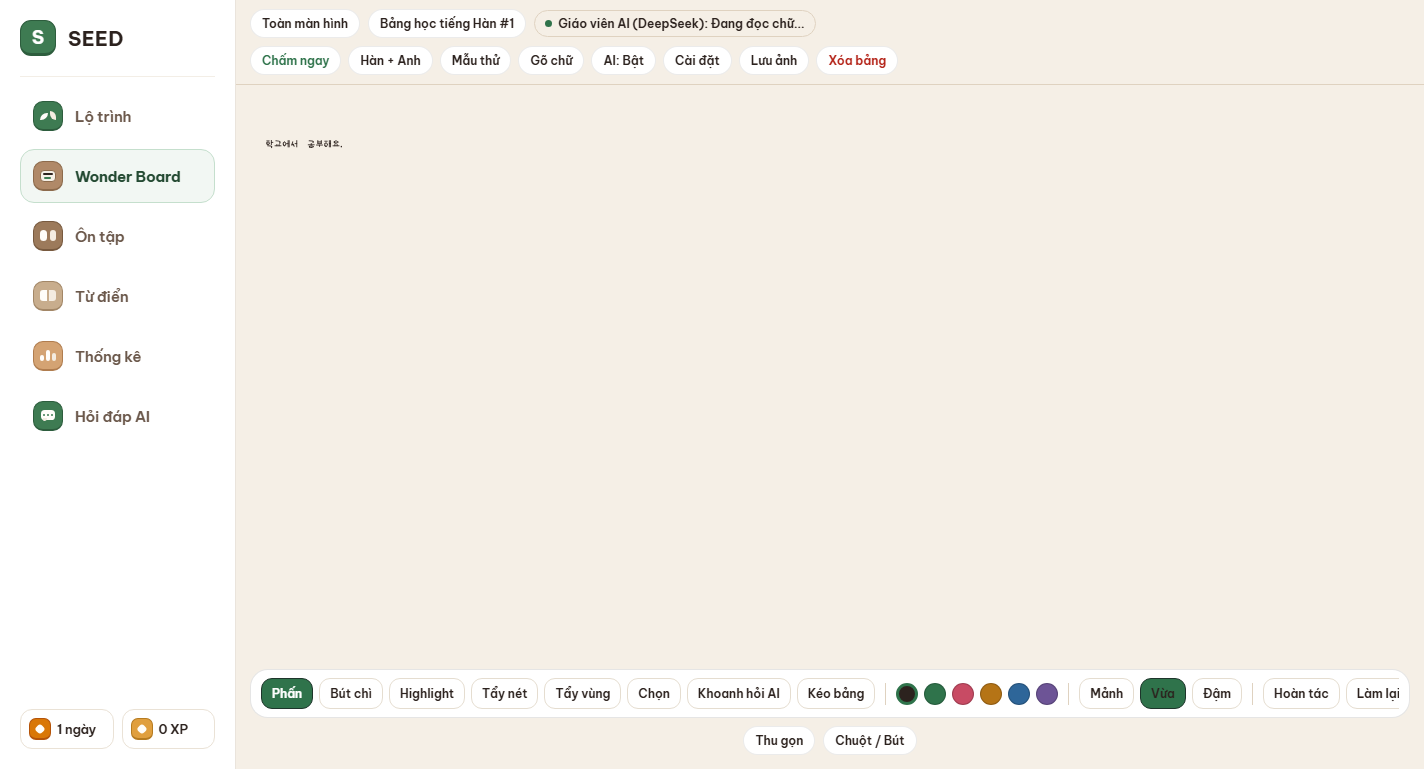 S SEED
Lộ trình
Wonder Board
Ôn tập
Từ điển
Thống kê
Hỏi đáp AI
1 ngày 0 XP
Toàn màn hình Bảng học tiếng Hàn #1 Giáo viên AI (DeepSeek): Đang đọc chữ...
Chấm ngay Hàn + Anh Mẫu thử Gõ chữ AI: Bật Cài đặt Lưu ảnh Xóa bảng
학교에서 공부해요.
Phấn Bút chì Highlight Tẩy nét Tẩy vùng Chọn Khoanh hỏi AI Kéo bảng Mảnh Vừa Đậm Hoàn tác Làm lại
Thu gọn Chuột / Bút